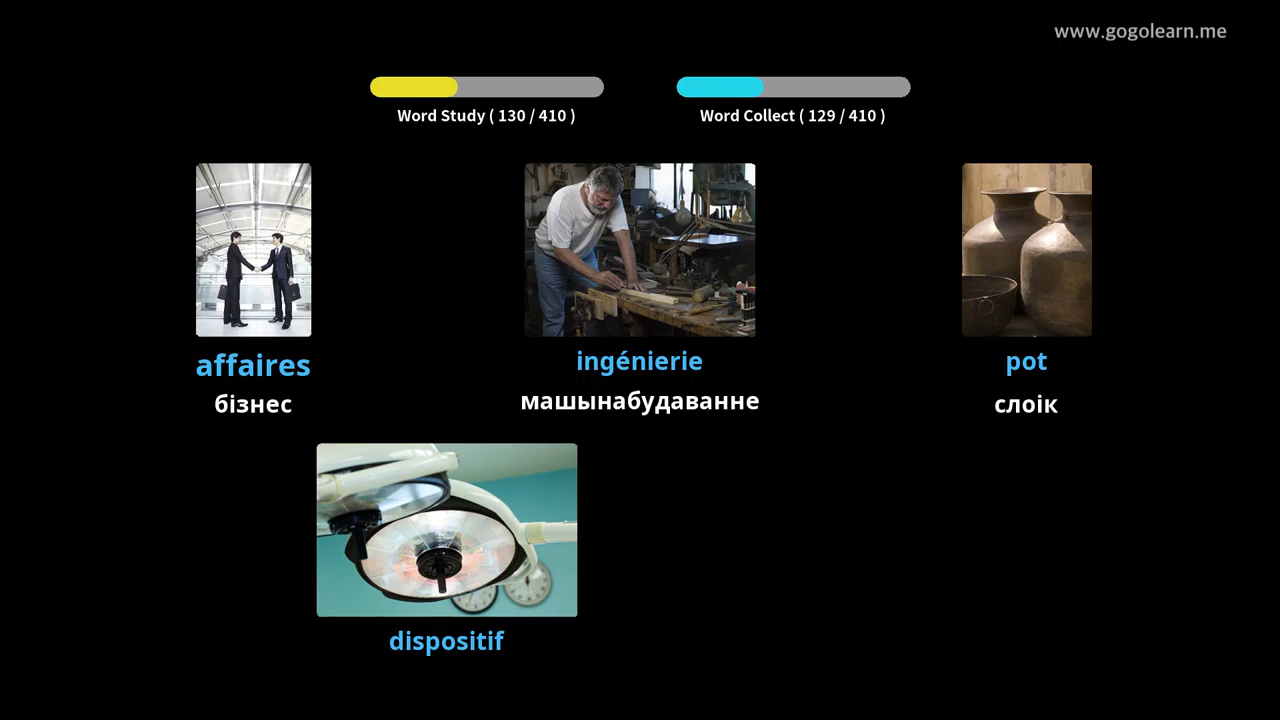 www.gogolearn.me
Word Study ( 130 / 410 )
Word Collect ( 129 / 410 )
affaires
бізнес
ingénierie
машынабудаванне
pot
слоік
dispositif